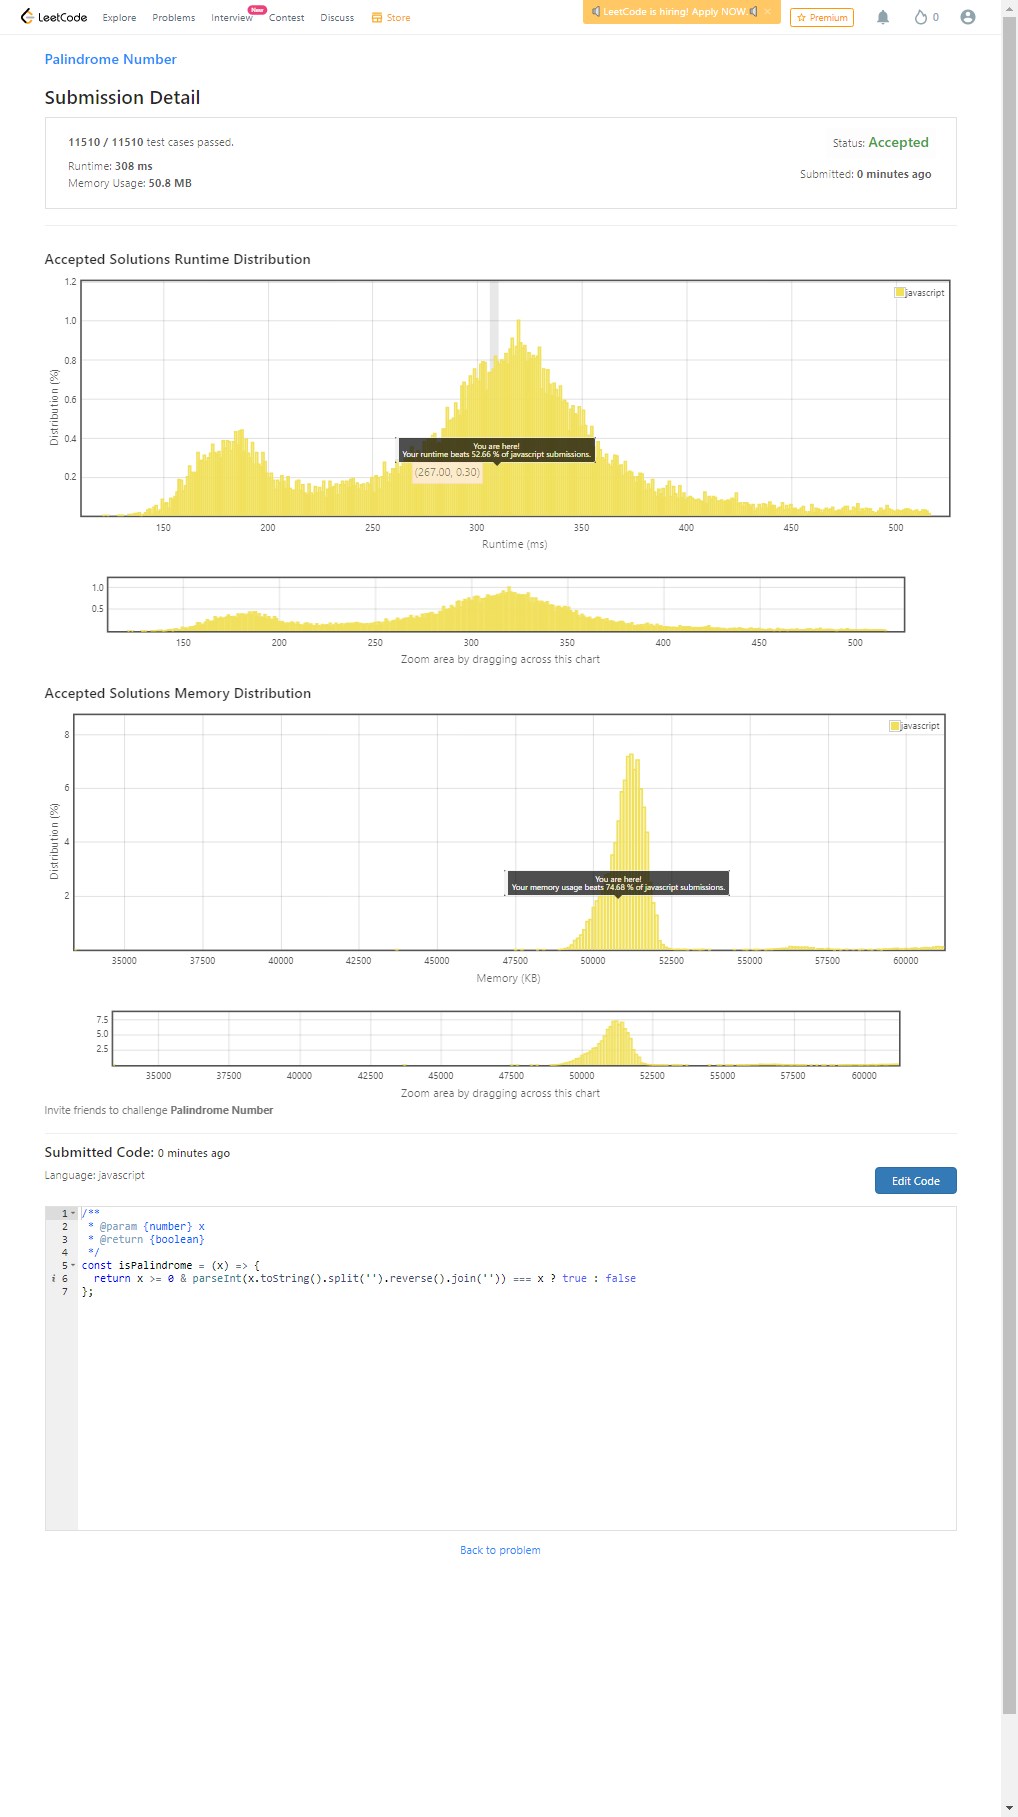 LeetCode Explore Problems Interview New Contest Discuss Store LeetCode is hiring! Apply NOW. × Premium 0
Palindrome Number
Submission Detail
11510 / 11510 test cases passed.
Status: Accepted
Runtime: 308 ms
Memory Usage: 50.8 MB
Submitted: 0 minutes ago
Accepted Solutions Runtime Distribution
1.2
1.0
0.8
0.6
0.4
0.2
Distribution (%)
javascript
You are here!
Your runtime beats 52.66 % of javascript submissions.
(267.00, 0.30)
150 200 250 300 350 400 450 500
Runtime (ms)
1.0
0.5
150 200 250 300 350 400 450 500
Zoom area by dragging across this chart
Accepted Solutions Memory Distribution
8
6
4
2
Distribution (%)
javascript
You are here!
Your memory usage beats 74.68 % of javascript submissions.
35000 37500 40000 42500 45000 47500 50000 52500 55000 57500 60000
Memory (KB)
7.5
5.0
2.5
35000 37500 40000 42500 45000 47500 50000 52500 55000 57500 60000
Zoom area by dragging across this chart
Invite friends to challenge Palindrome Number
Submitted Code: 0 minutes ago
Language: javascript
Edit Code
1 /**
2 * @param {number} x
3 * @return {boolean}
4 */
5 const isPalindrome = (x) => {
i 6 return x >= 0 & parseInt(x.toString().split('').reverse().join('')) === x ? true : false
7 };
Back to problem